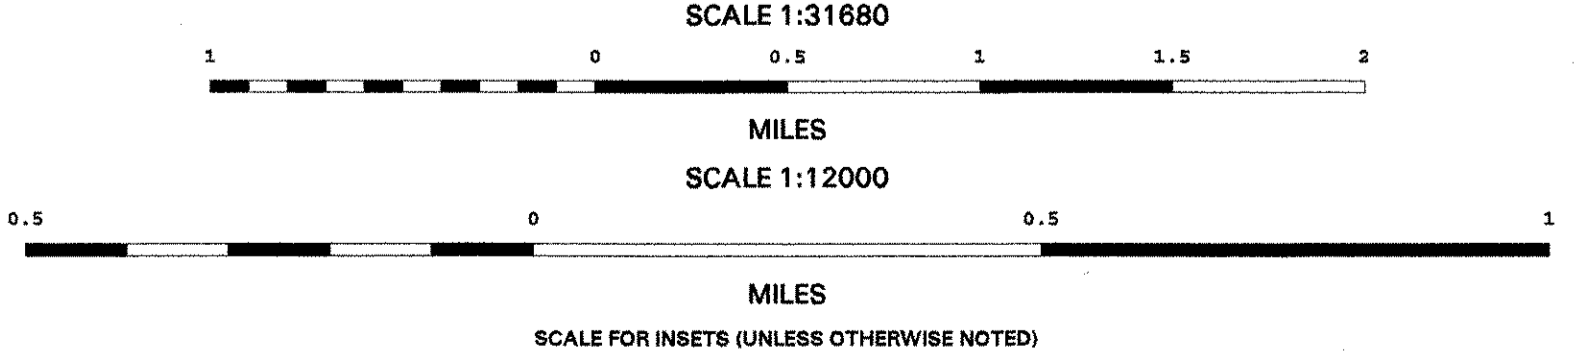 SCALE 1:31680
1 0 0.5 1 1.5 2
MILES
SCALE 1:12000
0.5 0 0.5 1
MILES
SCALE FOR INSETS (UNLESS OTHERWISE NOTED)